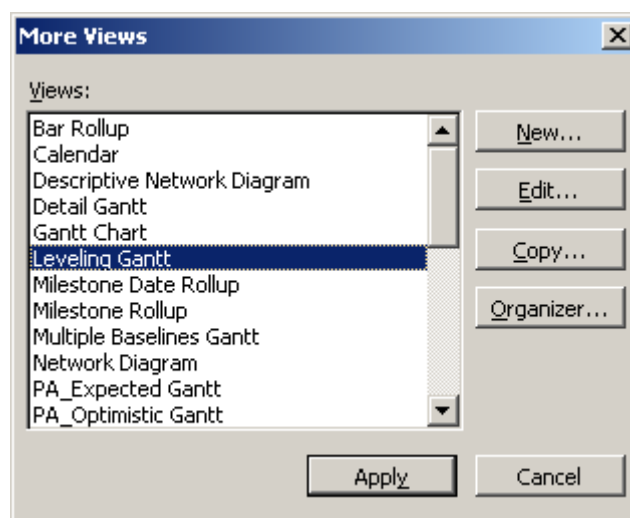 More Views
Views:
Bar Rollup
Calendar
Descriptive Network Diagram
Detail Gantt
Gantt Chart
Leveling Gantt
Milestone Date Rollup
Milestone Rollup
Multiple Baselines Gantt
Network Diagram
PA_Expected Gantt
PA_Optimistic Gantt
New...
Edit...
Copy...
Organizer...
Apply
Cancel